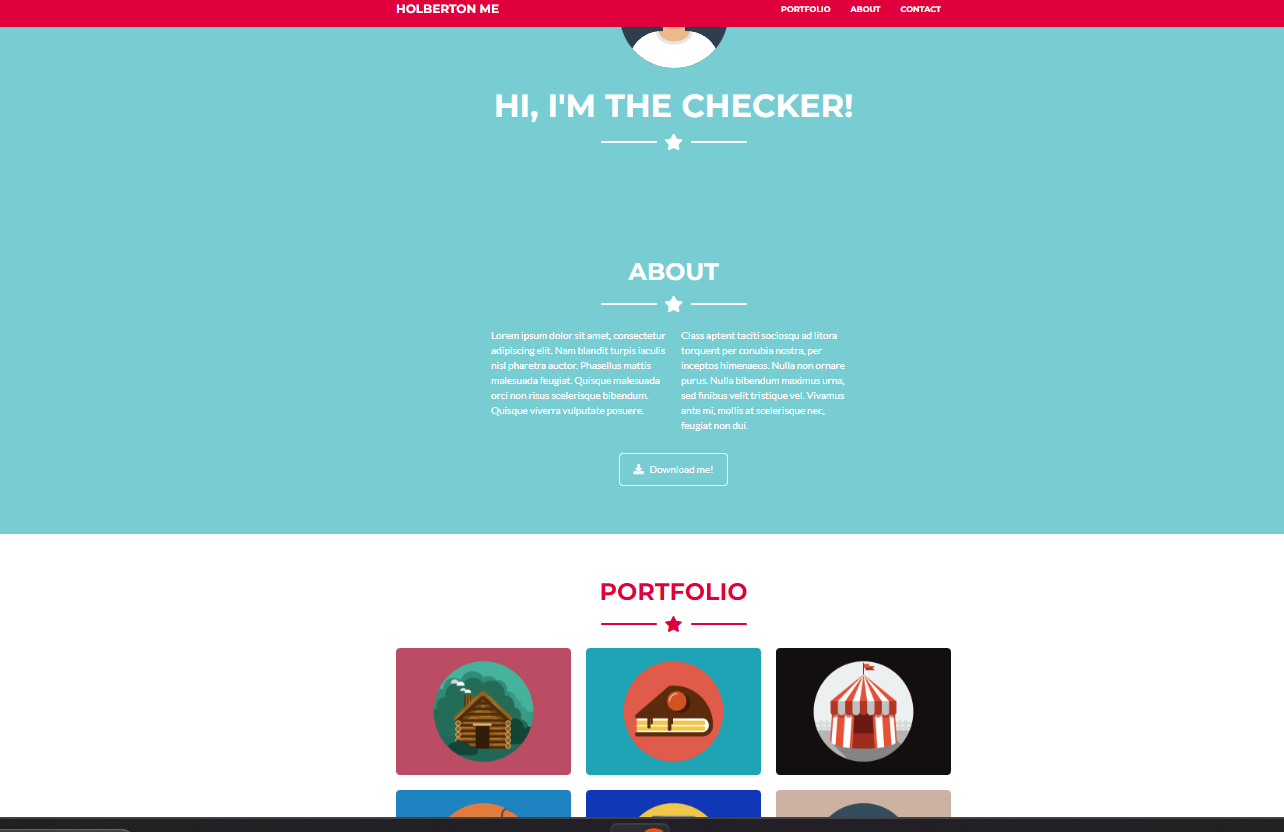 HOLBERTON ME
PORTFOLIO ABOUT CONTACT
HI, I'M THE CHECKER!
ABOUT
Lorem ipsum dolor sit amet, consectetur
adipiscing elit. Nam blandit turpis iaculis
nisl pharetra auctor. Phasellus mattis
malesuada feugiat. Quisque malesuada
orci non risus scelerisque bibendum.
Quisque viverra vulputate posuere.
Class aptent taciti sociosqu ad litora
torquent per conubia nostra, per
inceptos himenaeos. Nulla non ornare
purus. Nulla bibendum maximus urna,
sed finibus velit tristique vel. Vivamus
ante mi, mollis at scelerisque nec,
feugiat non dui.
Download me!
PORTFOLIO